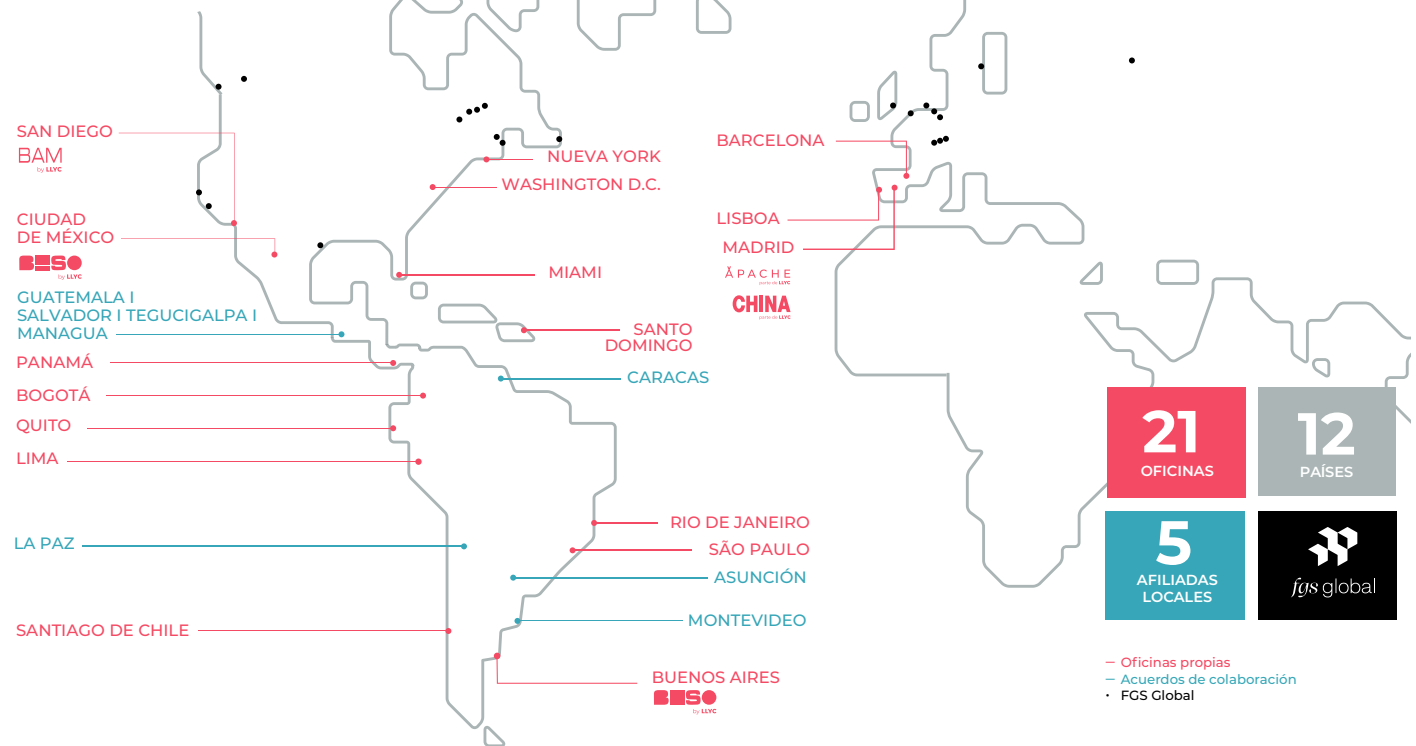 SAN DIEGO
BAM
by LLYC
CIUDAD
DE MÉXICO
BESO
by LLYC
GUATEMALA I
SALVADOR I TEGUCIGALPA I
MANAGUA
PANAMÁ
BOGOTÁ
QUITO
LIMA
LA PAZ
SANTIAGO DE CHILE
NUEVA YORK
WASHINGTON D.C.
MIAMI
SANTO
DOMINGO
CARACAS
RIO DE JANEIRO
SÃO PAULO
ASUNCIÓN
MONTEVIDEO
BUENOS AIRES
BESO
by LLYC
BARCELONA
LISBOA
MADRID
APACHE
parte de LLYC
CHINA
parte de LLYC
21
OFICINAS
12
PAÍSES
5
AFILIADAS
LOCALES
fgs global
Oficinas propias
Acuerdos de colaboración
FGS Global